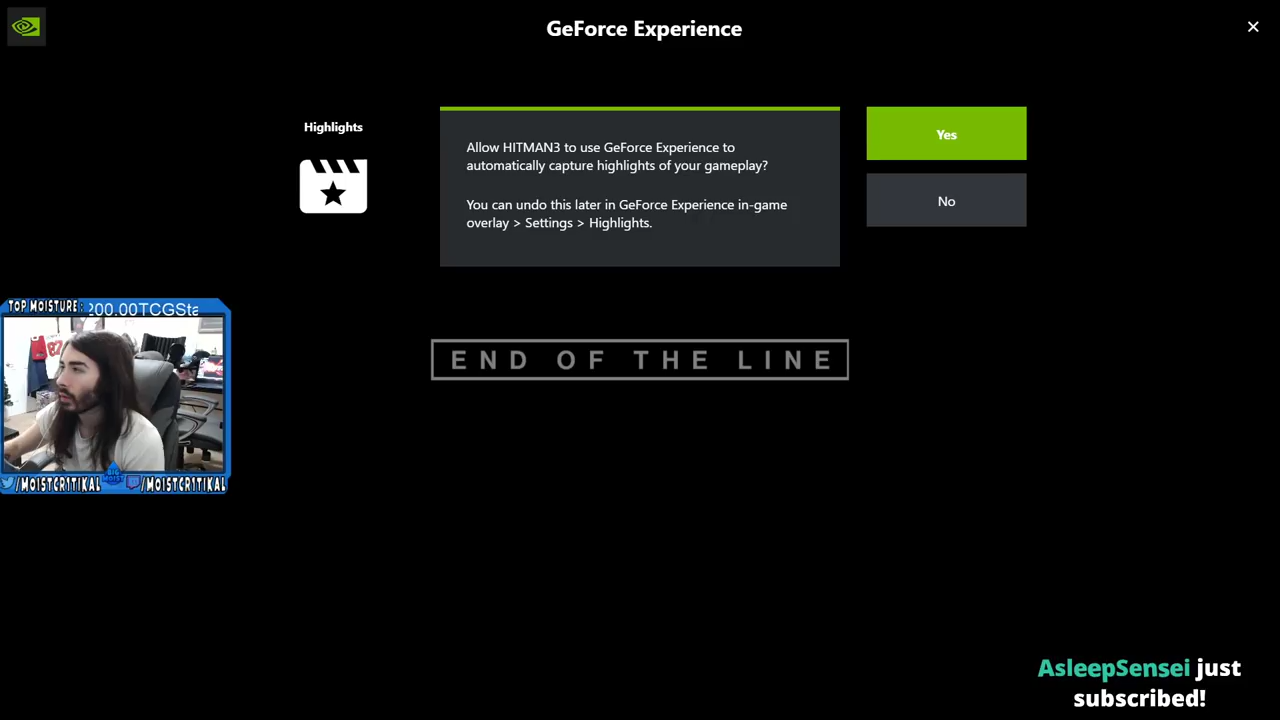 GeForce Experience
Highlights
Allow HITMAN3 to use GeForce Experience to
automatically capture highlights of your gameplay?
You can undo this later in GeForce Experience in-game
overlay > Settings > Highlights.
Yes
No
TOP MOISTURE: 200.00TCGSta
END OF THE LINE
/MOISTCR1TIKAL
/MOISTCR1TIKAL
AsleepSensei just
subscribed!